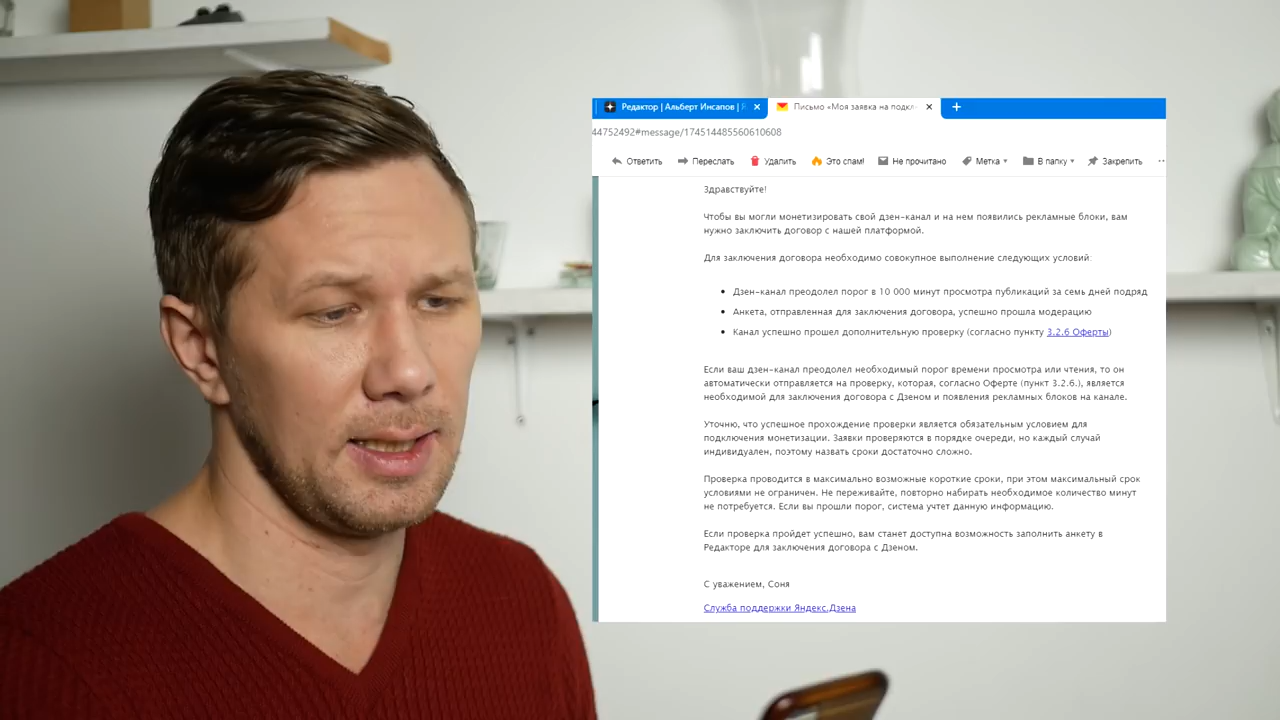 Редактор | Альберт Инсапов |
Письмо «Моя заявка на подкл
44752492#message/174514485560610608
Ответить Переслать Удалить Это спам! Не прочитано Метка В папку Закрепить
Здравствуйте!
Чтобы вы могли монетизировать свой дзен-канал и на нем появились рекламные блоки, вам
нужно заключить договор с нашей платформой.
Для заключения договора необходимо совокупное выполнение следующих условий:
• Дзен-канал преодолел порог в 10 000 минут просмотра публикаций за семь дней подряд
• Анкета, отправленная для заключения договора, успешно прошла модерацию
• Канал успешно прошел дополнительную проверку (согласно пункту 3.2.6 Оферты)
Если ваш дзен-канал преодолел необходимый порог времени просмотра или чтения, то он
автоматически отправляется на проверку, которая, согласно Оферте (пункт 3.2.6.), является
необходимой для заключения договора с Дзеном и появления рекламных блоков на канале.
Уточню, что успешное прохождение проверки является обязательным условием для
подключения монетизации. Заявки проверяются в порядке очереди, но каждый случай
индивидуален, поэтому назвать сроки достаточно сложно.
Проверка проводится в максимально возможные короткие сроки, при этом максимальный срок
условиями не ограничен. Не переживайте, повторно набирать необходимое количество минут
не потребуется. Если вы прошли порог, система учтет данную информацию.
Если проверка пройдет успешно, вам станет доступна возможность заполнить анкету в
Редакторе для заключения договора с Дзеном.
С уважением, Соня
Служба поддержки Яндекс.Дзена